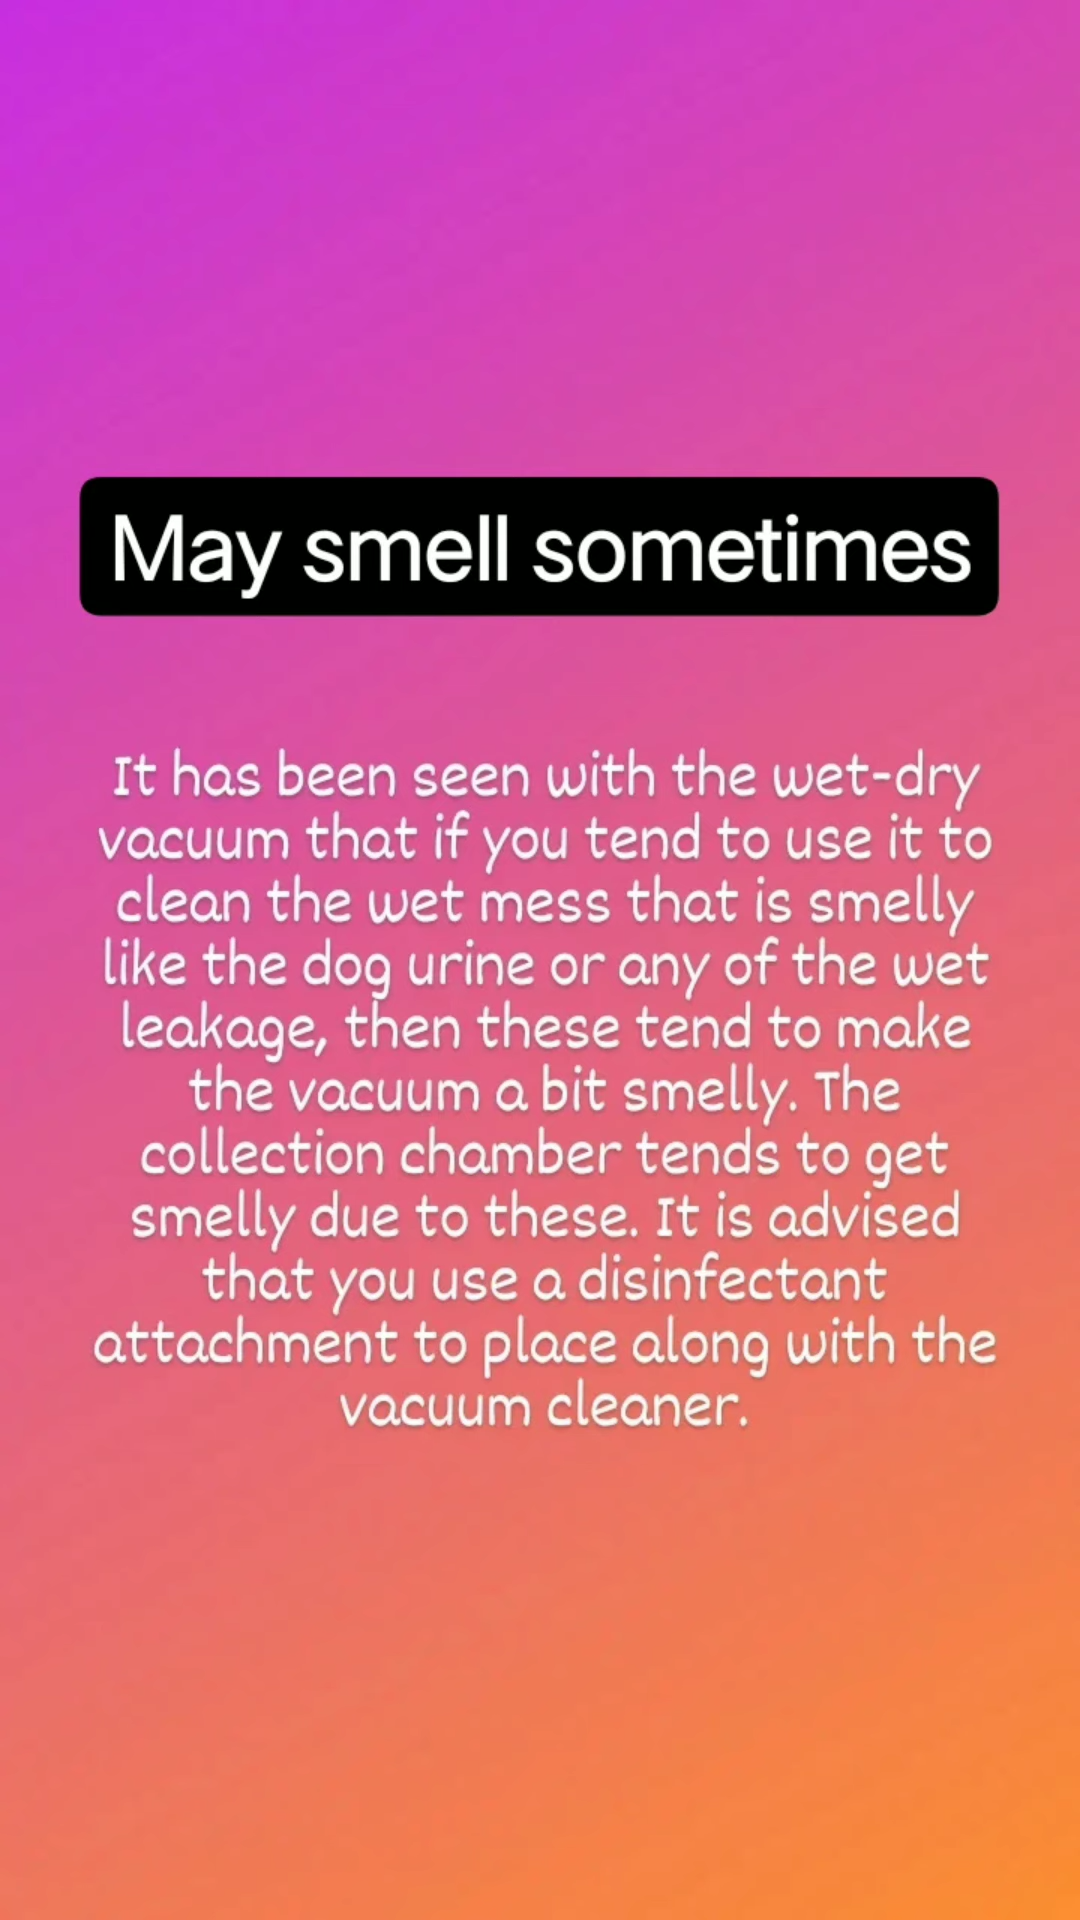 May smell sometimes
It has been seen with the wet-dry
vacuum that if you tend to use it to
clean the wet mess that is smelly
like the dog urine or any of the wet
leakage, then these tend to make
the vacuum a bit smelly. The
collection chamber tends to get
smelly due to these. It is advised
that you use a disinfectant
attachment to place along with the
vacuum cleaner.